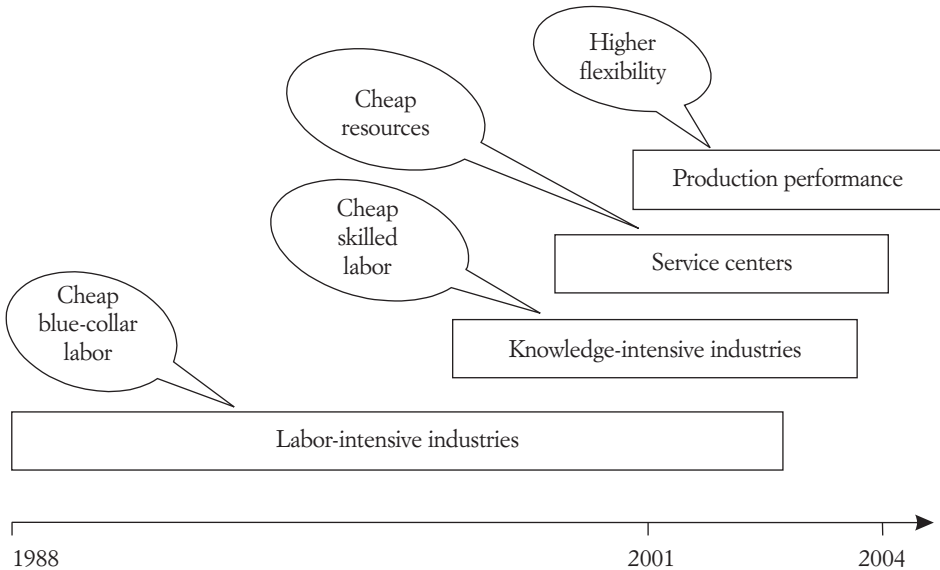 Higher
flexibility
Cheap
resources
Production performance
Cheap
skilled
labor
Service centers
Cheap
blue-collar
labor
Knowledge-intensive industries
Labor-intensive industries
1988
2001
2004